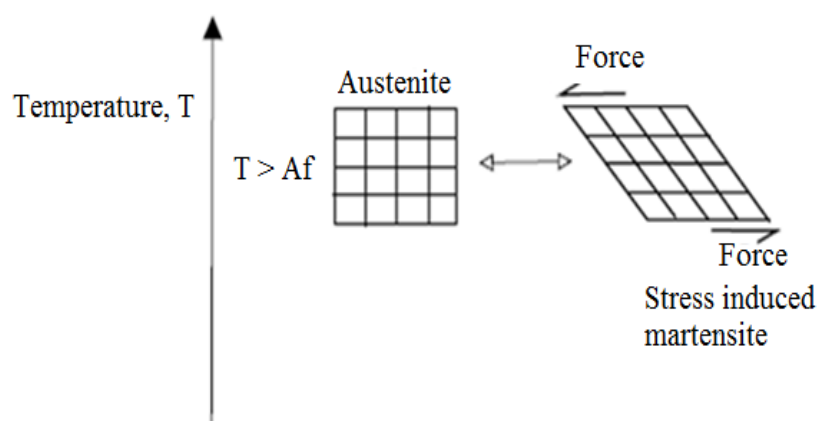 Force
Austenite
Temperature, T
T > Af
Force
Stress induced
martensite